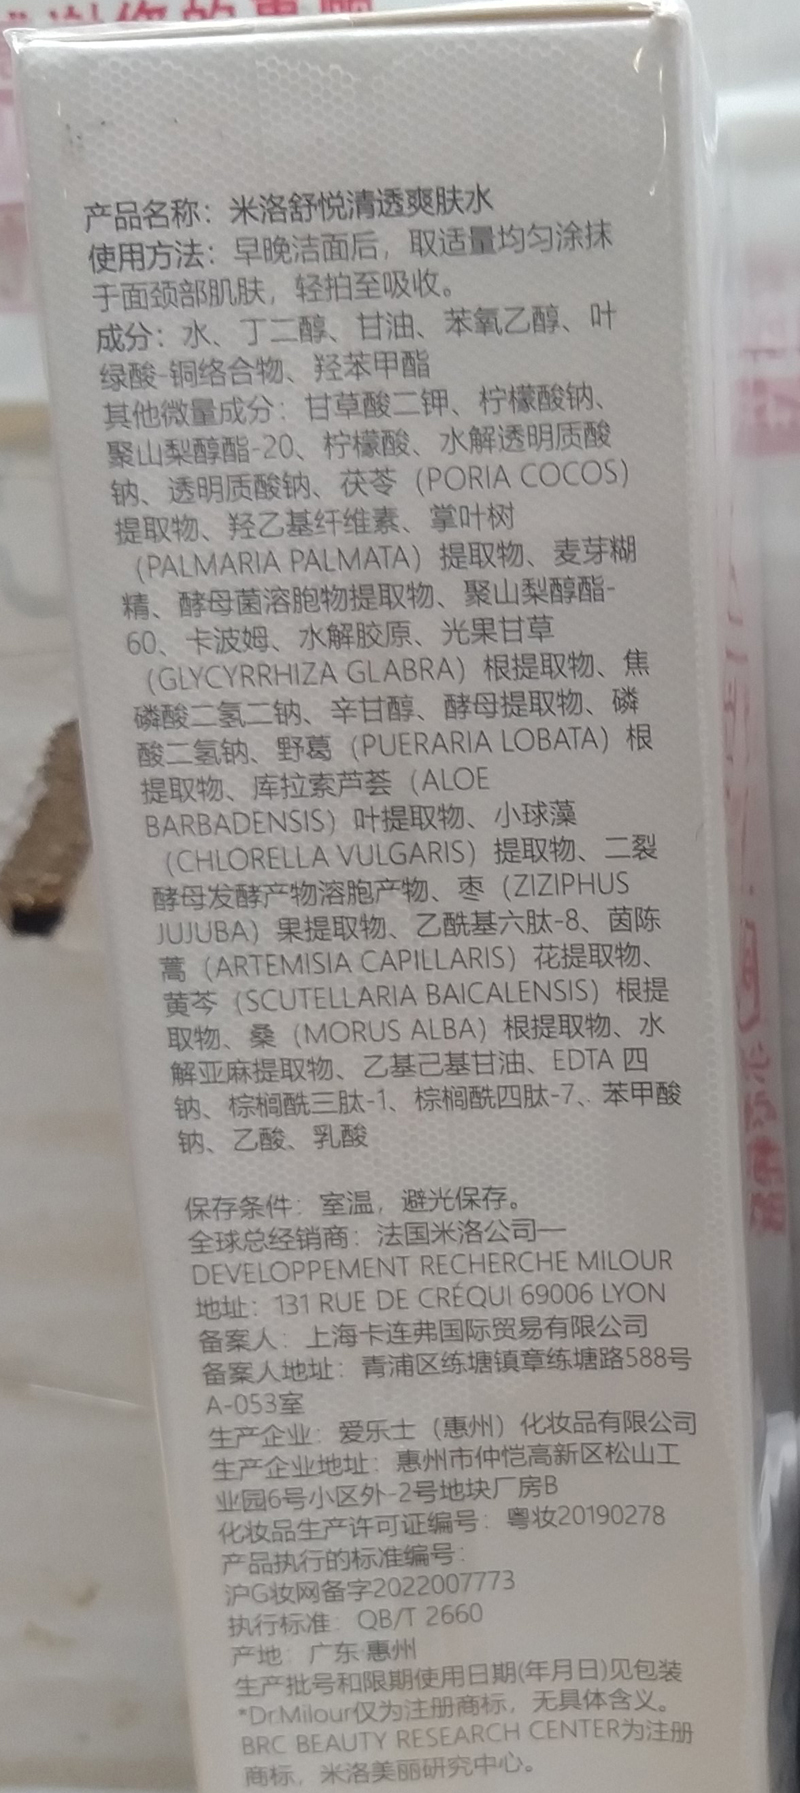 产品名称：米洛舒悦清透爽肤水
使用方法：早晚洁面后，取适量均匀涂抹
于面颈部肌肤，轻拍至吸收。
成分：水、丁二醇、甘油、苯氧乙醇、叶
绿酸-铜络合物、羟苯甲酯
其他微量成分：甘草酸二钾、柠檬酸钠、
聚山梨醇酯-20、柠檬酸、水解透明质酸
钠、透明质酸钠、茯苓（PORIA COCOS）
提取物、羟乙基纤维素、掌叶树
（PALMARIA PALMATA）提取物、麦芽糊
精、酵母菌溶胞物提取物、聚山梨醇酯-
60、卡波姆、水解胶原、光果甘草
（GLYCYRRHIZA GLABRA）根提取物、焦
磷酸二氢二钠、辛甘醇、酵母提取物、磷
酸二氢钠、野葛（PUERARIA LOBATA）根
提取物、库拉索芦荟（ALOE
BARBADENSIS）叶提取物、小球藻
（CHLORELLA VULGARIS）提取物、二裂
酵母发酵产物溶胞产物、枣（ZIZIPHUS
JUJUBA）果提取物、乙酰基六肽-8、茵陈
蒿（ARTEMISIA CAPILLARIS）花提取物、
黄芩（SCUTELLARIA BAICALENSIS）根提
取物、桑（MORUS ALBA）根提取物、水
解亚麻提取物、乙基己基甘油、EDTA 四
钠、棕榈酰三肽-1、棕榈酰四肽-7、苯甲酸
钠、乙酸、乳酸
保存条件：室温，避光保存。
全球总经销商：法国米洛公司—
DEVELOPPEMENT RECHERCHE MILOUR
地址：131 RUE DE CRÉQUI 69006 LYON
备案人：上海卡连弗国际贸易有限公司
备案人地址：青浦区练塘镇章练塘路588号
A-053室
生产企业：爱乐士（惠州）化妆品有限公司
生产企业地址：惠州市仲恺高新区松山工
业园6号小区外-2号地块厂房B
化妆品生产许可证编号：粤妆20190278
产品执行的标准编号：
沪G妆网备字2022007773
执行标准：QB/T 2660
产地：广东·惠州
生产批号和限期使用日期(年月日)见包装
*Dr.Milour仅为注册商标，无具体含义。
BRC BEAUTY RESEARCH CENTER为注册
商标，米洛美丽研究中心。